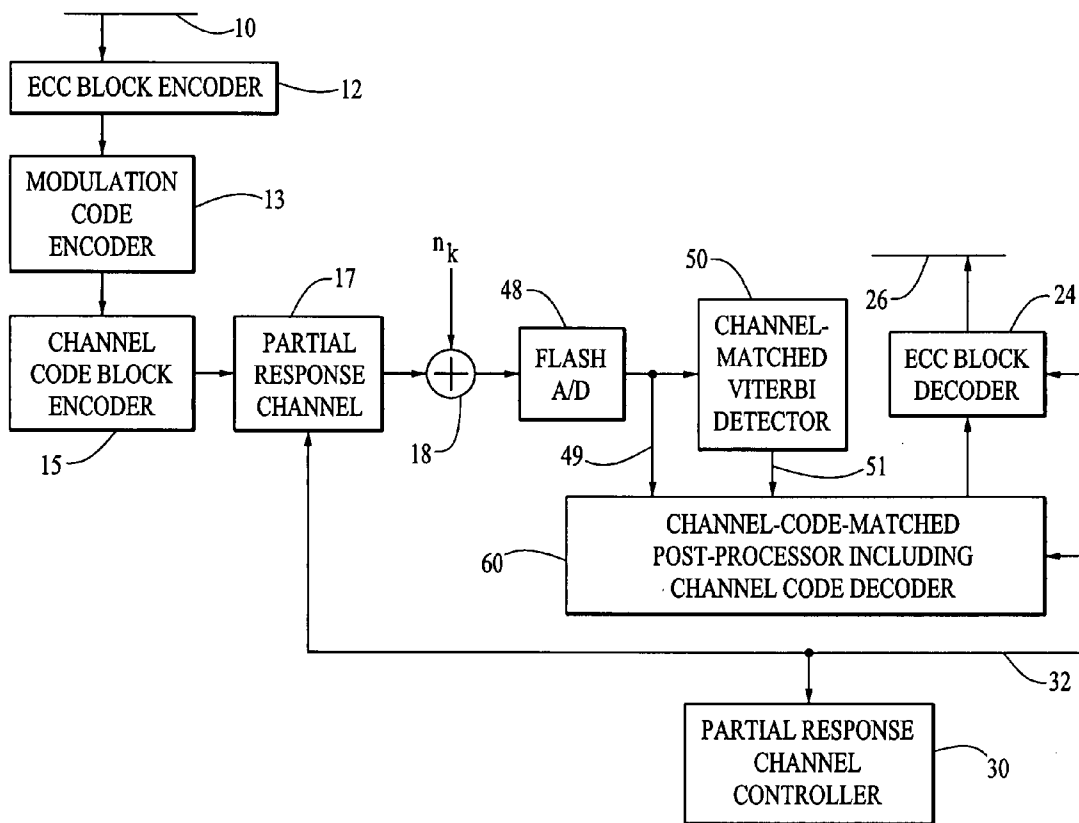 10
ECC BLOCK ENCODER
12
MODULATION
CODE
ENCODER
13
CHANNEL
CODE BLOCK
ENCODER
15
17
PARTIAL
RESPONSE
CHANNEL
n_k
18
48
FLASH
A/D
49
50
CHANNEL-
MATCHED
VITERBI
DETECTOR
51
26
24
ECC BLOCK
DECODER
60
CHANNEL-CODE-MATCHED
POST-PROCESSOR INCLUDING
CHANNEL CODE DECODER
32
PARTIAL RESPONSE
CHANNEL
CONTROLLER
30